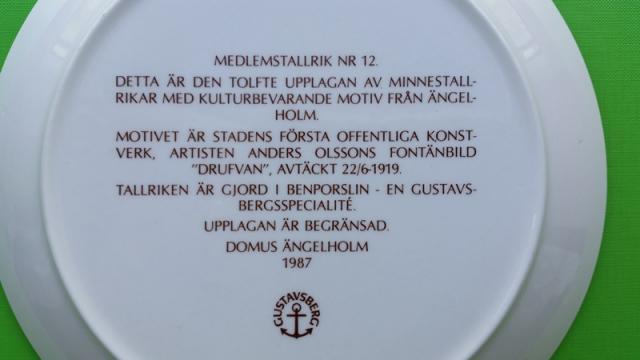 MEDLEMSTALLRIK NR 12.
DETTA ÄR DEN TOLFTE UPPLAGAN AV MINNESTALL-
RIKAR MED KULTURBEVARANDE MOTIV FRÅN ÄNGEL-
HOLM.
MOTIVET ÄR STADENS FÖRSTA OFFENTLIGA KONST-
VERK, ARTISTEN ANDERS OLSSONS FONTÄNBILD
"DRUFVAN", AVTÄCKT 22/6-1919.
TALLRIKEN ÄR GJORD I BENPORSLIN - EN GUSTAVS-
BERGSSPECIALITÉ.
UPPLAGAN ÄR BEGRÄNSAD.
DOMUS ÄNGELHOLM
1987
GUSTAVSBERG